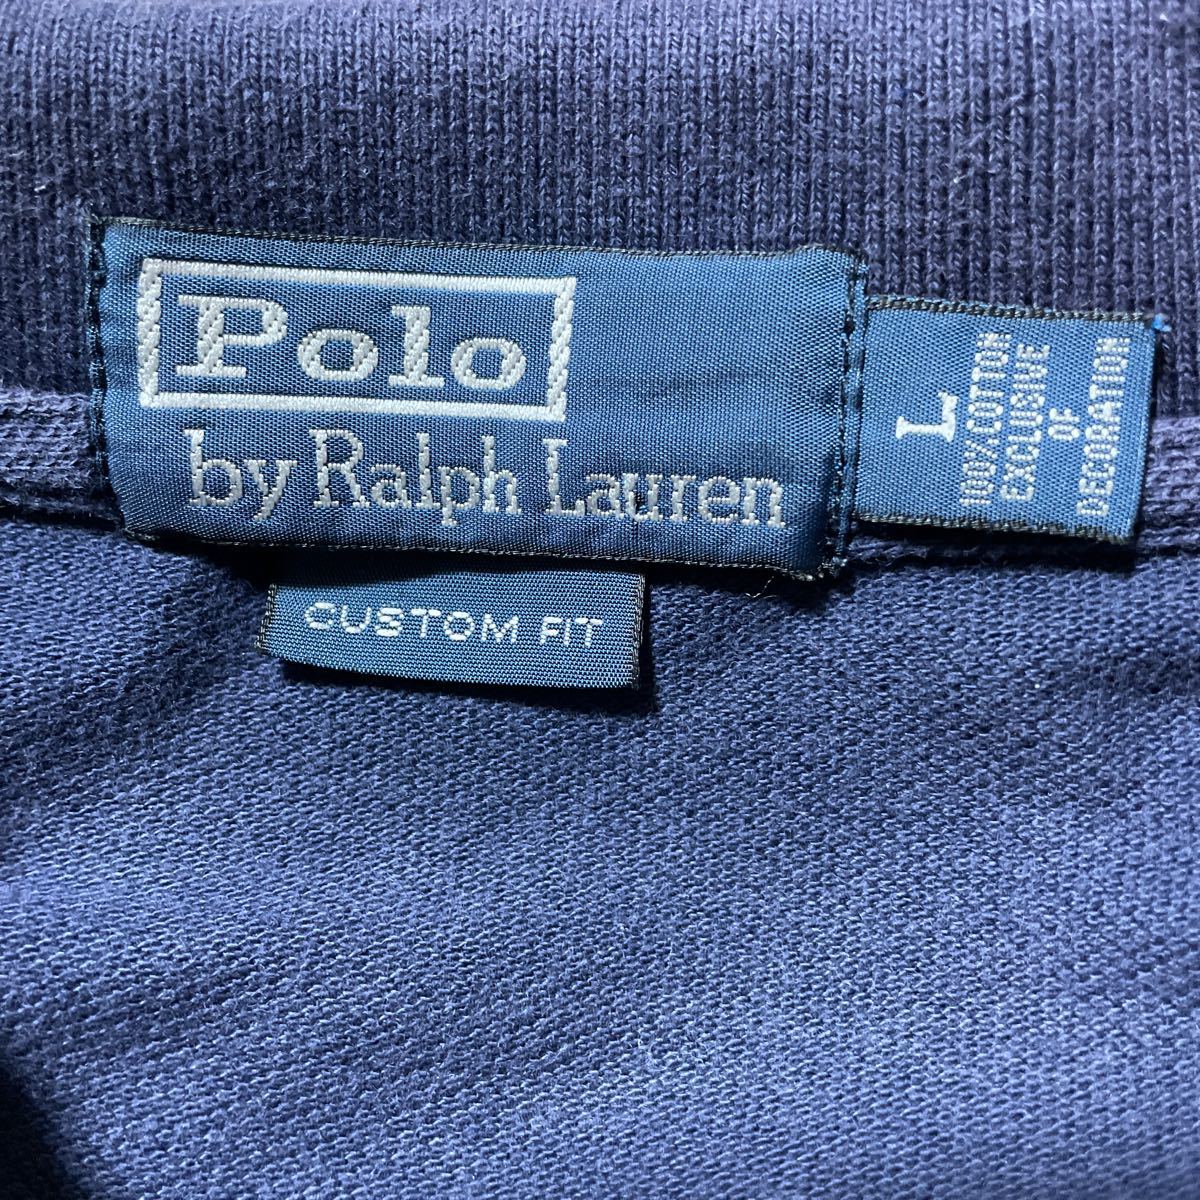 Polo
by Ralph Lauren
CUSTOM FIT
L
100% COTTON
EXCLUSIVE
OF
DECORATION